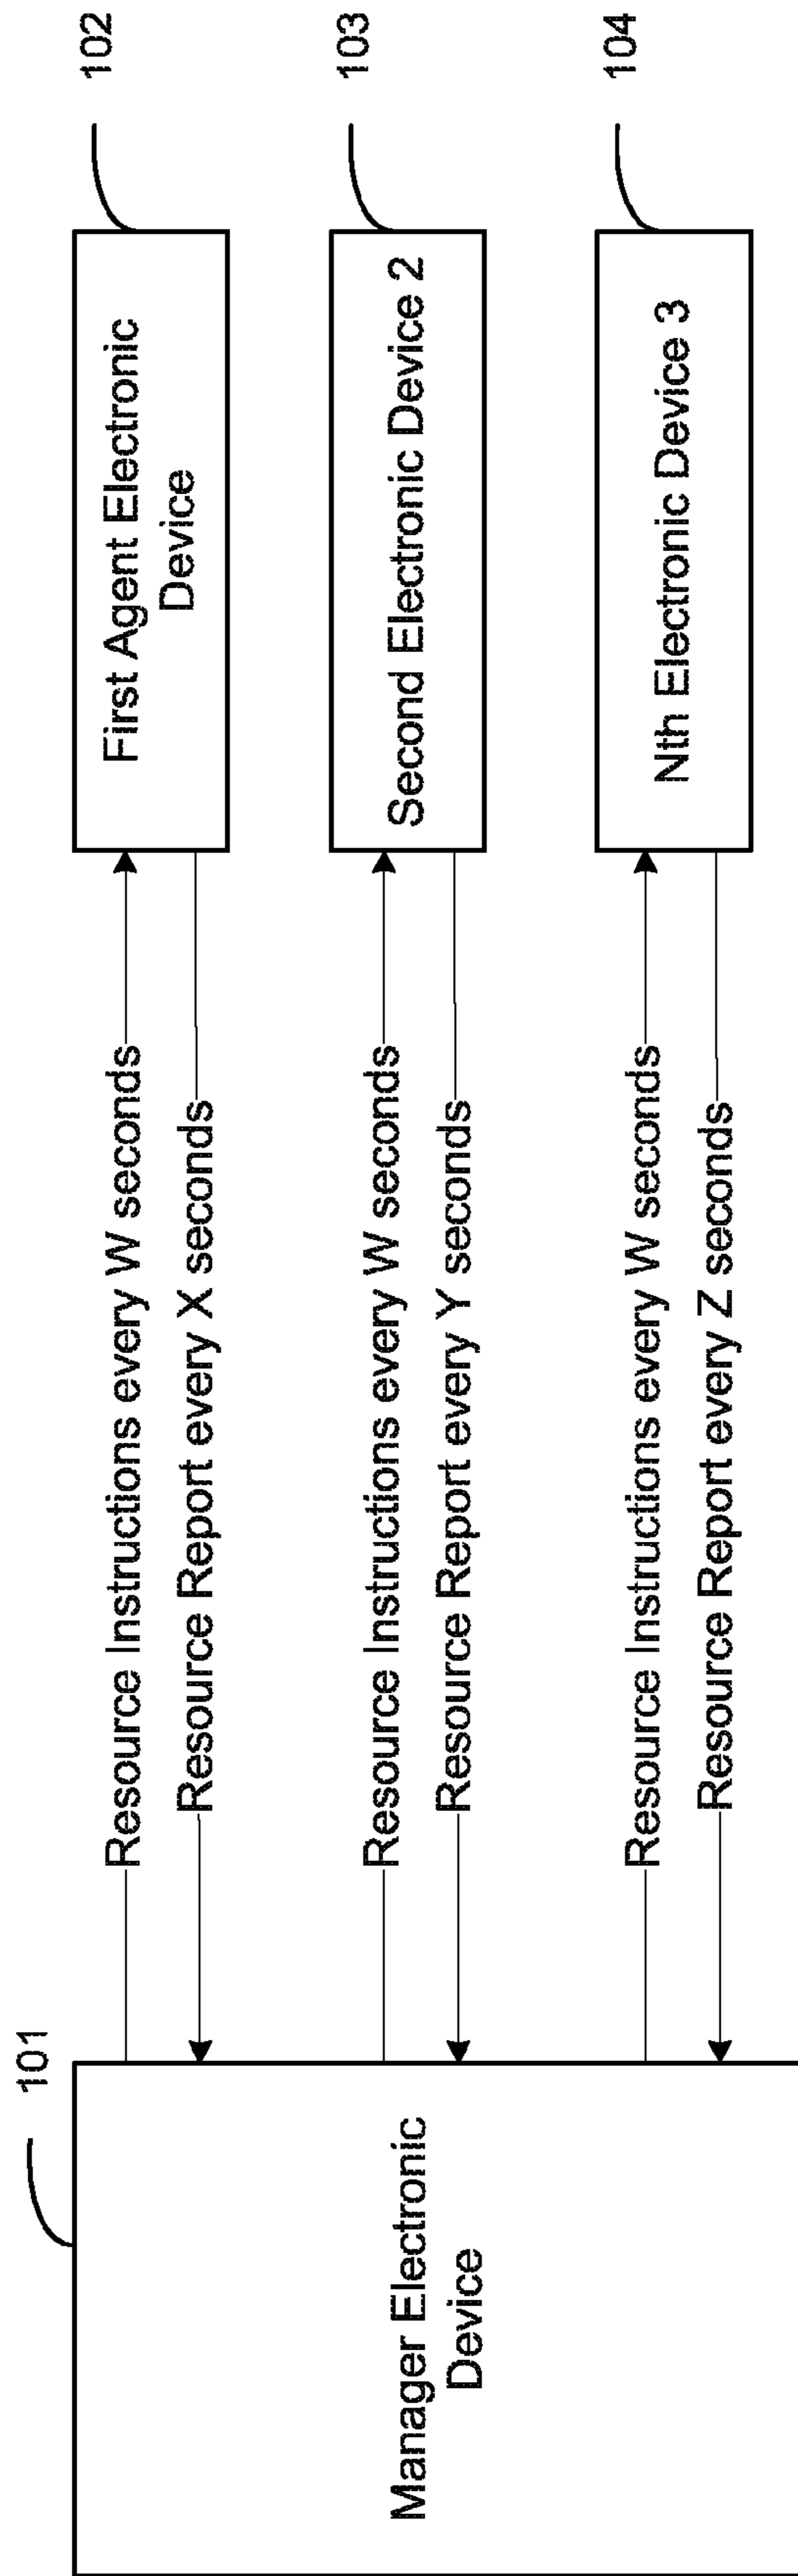 101
Manager Electronic
Device
Resource Instructions every W seconds
Resource Report every X seconds
First Agent Electronic
Device
102
Resource Instructions every W seconds
Resource Report every Y seconds
Second Electronic Device 2
103
Resource Instructions every W seconds
Resource Report every Z seconds
Nth Electronic Device 3
104